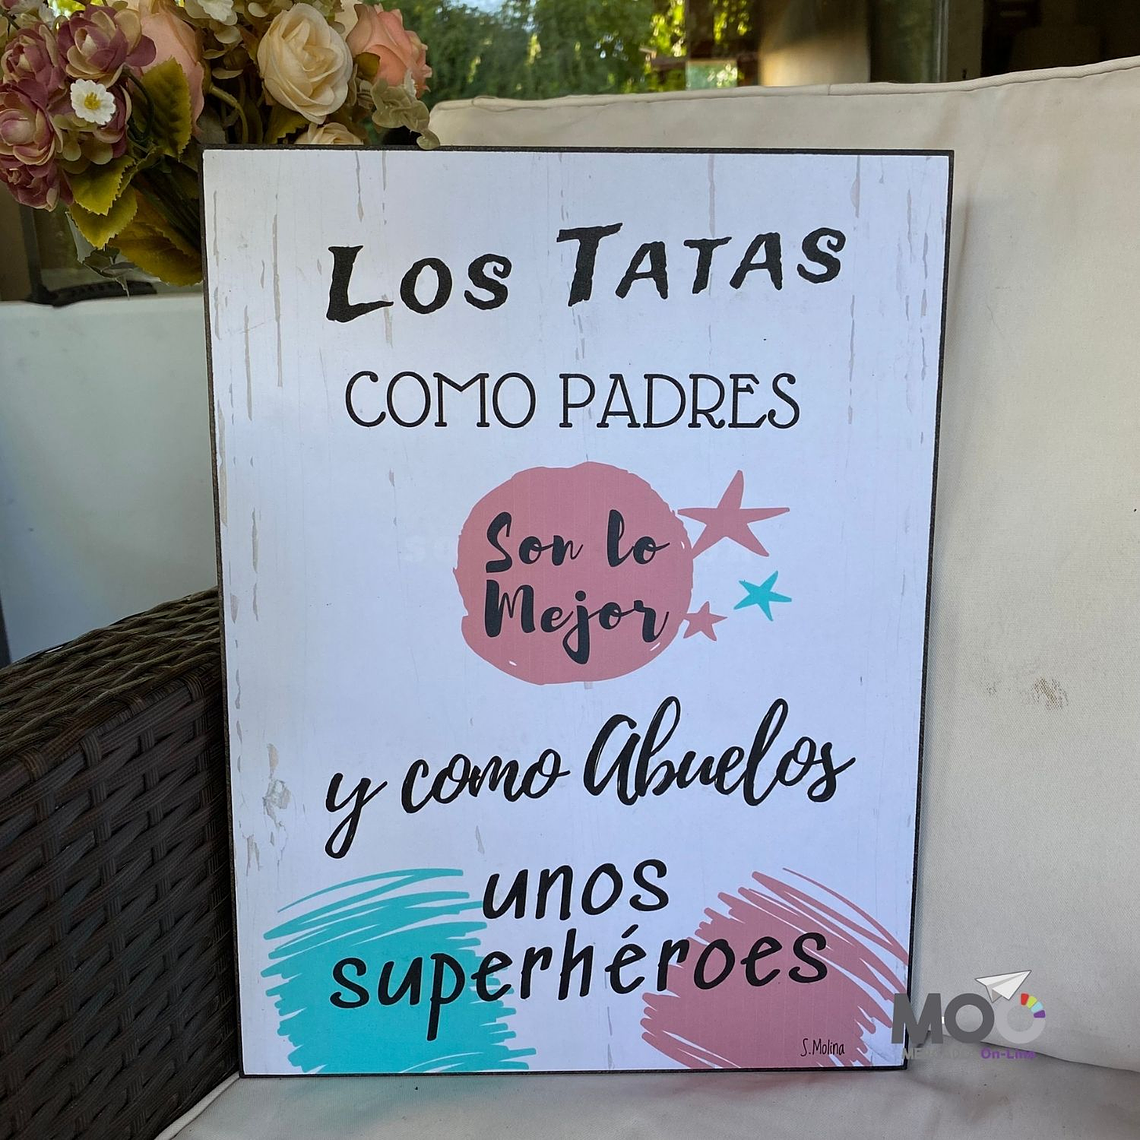 Los Tatas
COMO PADRES
Son lo
Mejor
y como Abuelos
unos
superhéroes
S. Molina
MOO
On-Line